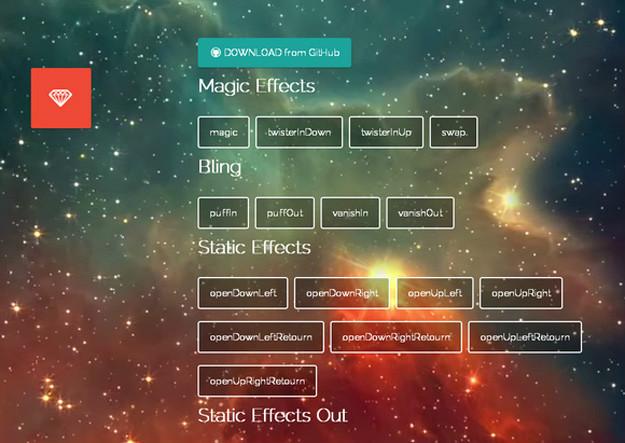 DOWNLOAD from GitHub
Magic Effects
magic twisterInDown twisterInUp swap
Bling
puffIn puffOut vanishIn vanishOut
Static Effects
openDownLeft openDownRight openUpLeft openUpRight
openDownLeftRetourn openDownRightRetourn openUpLeftRetourn
openUpRightRetourn
Static Effects Out